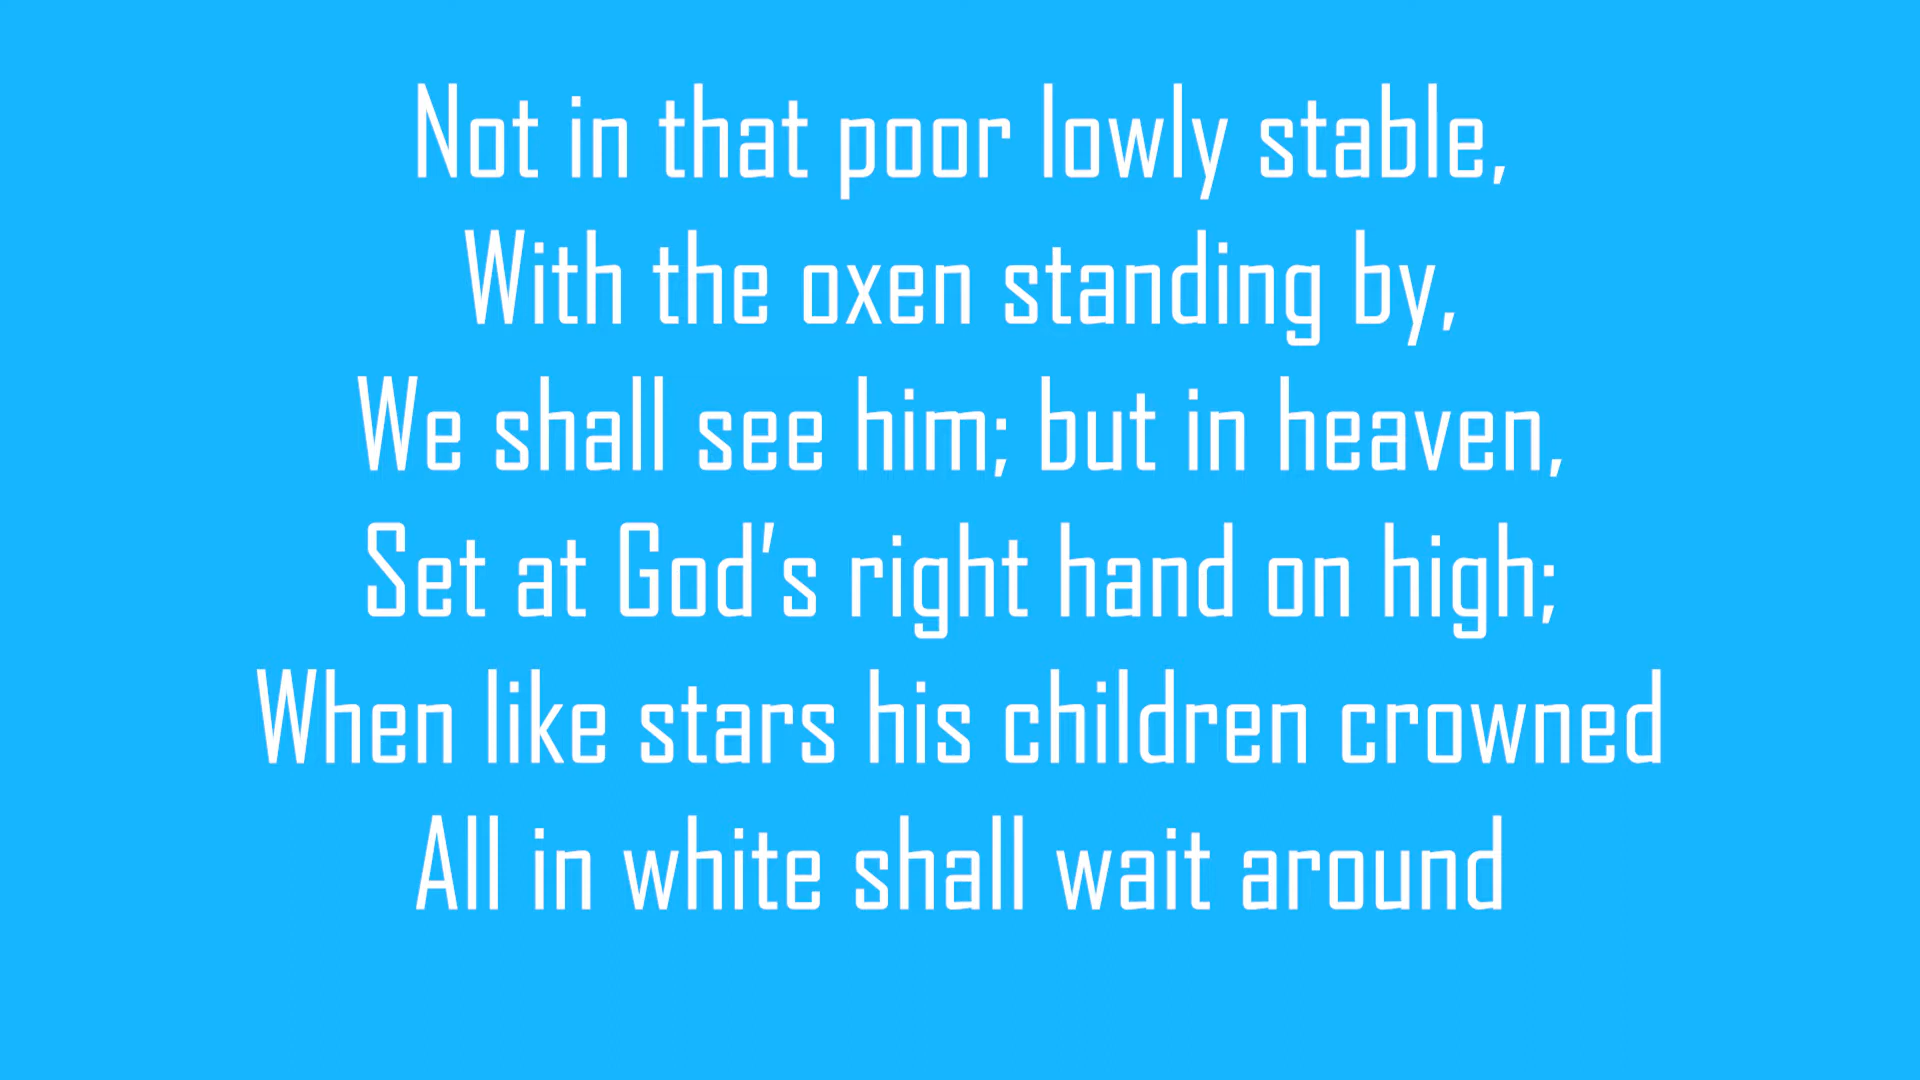 Not in that poor lowly stable,
With the oxen standing by,
We shall see him; but in heaven,
Set at God’s right hand on high;
When like stars his children crowned
All in white shall wait around